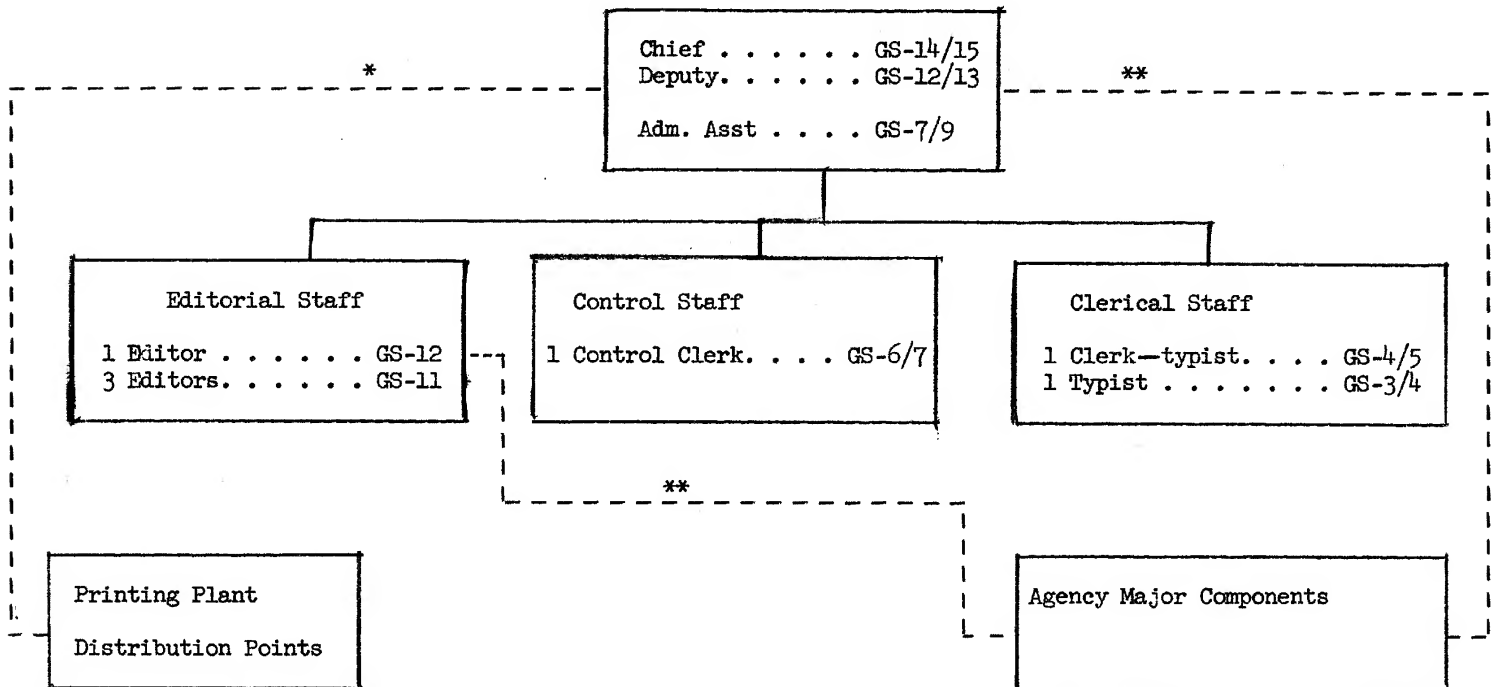 Chief . . . . . . GS-14/15
Deputy. . . . . . GS-12/13
Adm. Asst . . . . GS-7/9
*
**
Editorial Staff
1 Editor . . . . . . GS-12
3 Editors. . . . . . GS-11
Control Staff
1 Control Clerk. . . . GS-6/7
Clerical Staff
1 Clerk-typist. . . . GS-4/5
1 Typist . . . . . . . GS-3/4
**
Printing Plant
Distribution Points
Agency Major Components